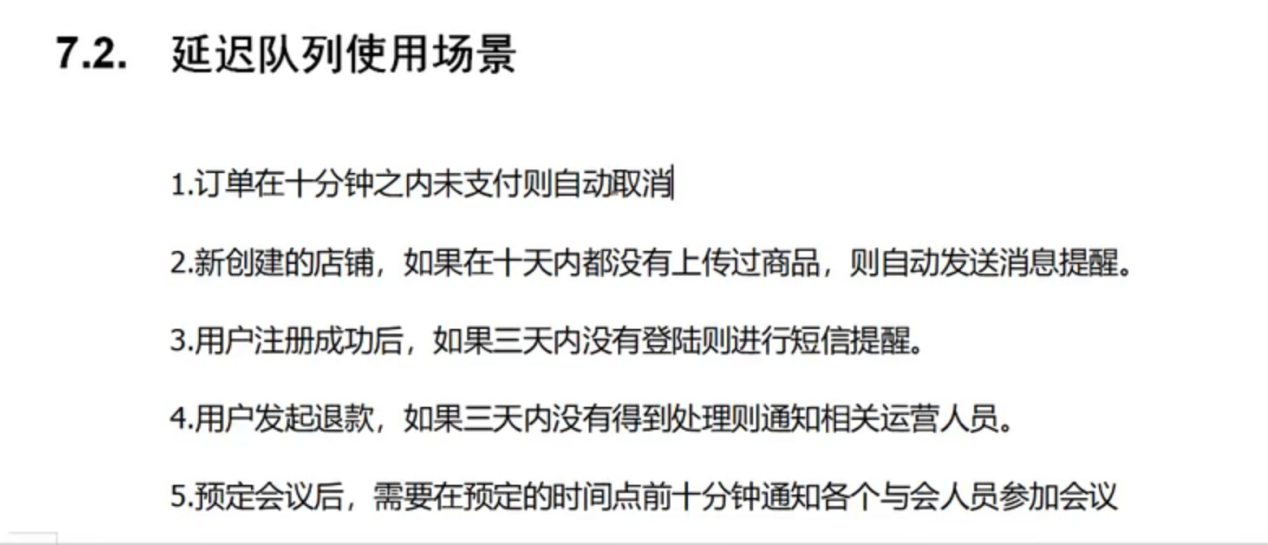 7.2. 延迟队列使用场景
1.订单在十分钟之内未支付则自动取消
2.新创建的店铺，如果在十天内都没有上传过商品，则自动发送消息提醒。
3.用户注册成功后，如果三天内没有登陆则进行短信提醒。
4.用户发起退款，如果三天内没有得到处理则通知相关运营人员。
5.预定会议后，需要在预定的时间点前十分钟通知各个与会人员参加会议